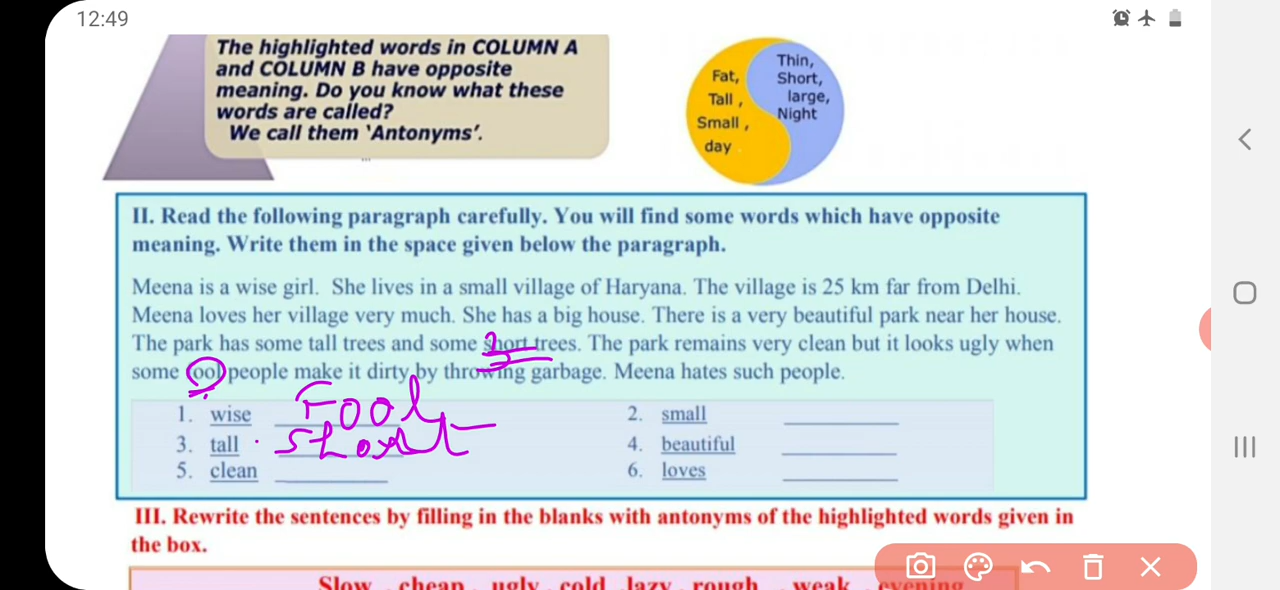 12:49
The highlighted words in COLUMN A
and COLUMN B have opposite
meaning. Do you know what these
words are called?
We call them 'Antonyms'.
Fat,
Tall ,
Small ,
day
Thin,
Short,
large,
Night
II. Read the following paragraph carefully. You will find some words which have opposite
meaning. Write them in the space given below the paragraph.
Meena is a wise girl. She lives in a small village of Haryana. The village is 25 km far from Delhi.
Meena loves her village very much. She has a big house. There is a very beautiful park near her house.
The park has some tall trees and some short trees. The park remains very clean but it looks ugly when
some fool people make it dirty by throwing garbage. Meena hates such people.
1. wise Fool
2. small
3. tall Short
4. beautiful
5. clean
6. loves
III. Rewrite the sentences by filling in the blanks with antonyms of the highlighted words given in
the box.
Slow cheap ugly cold lazy rough weak evening